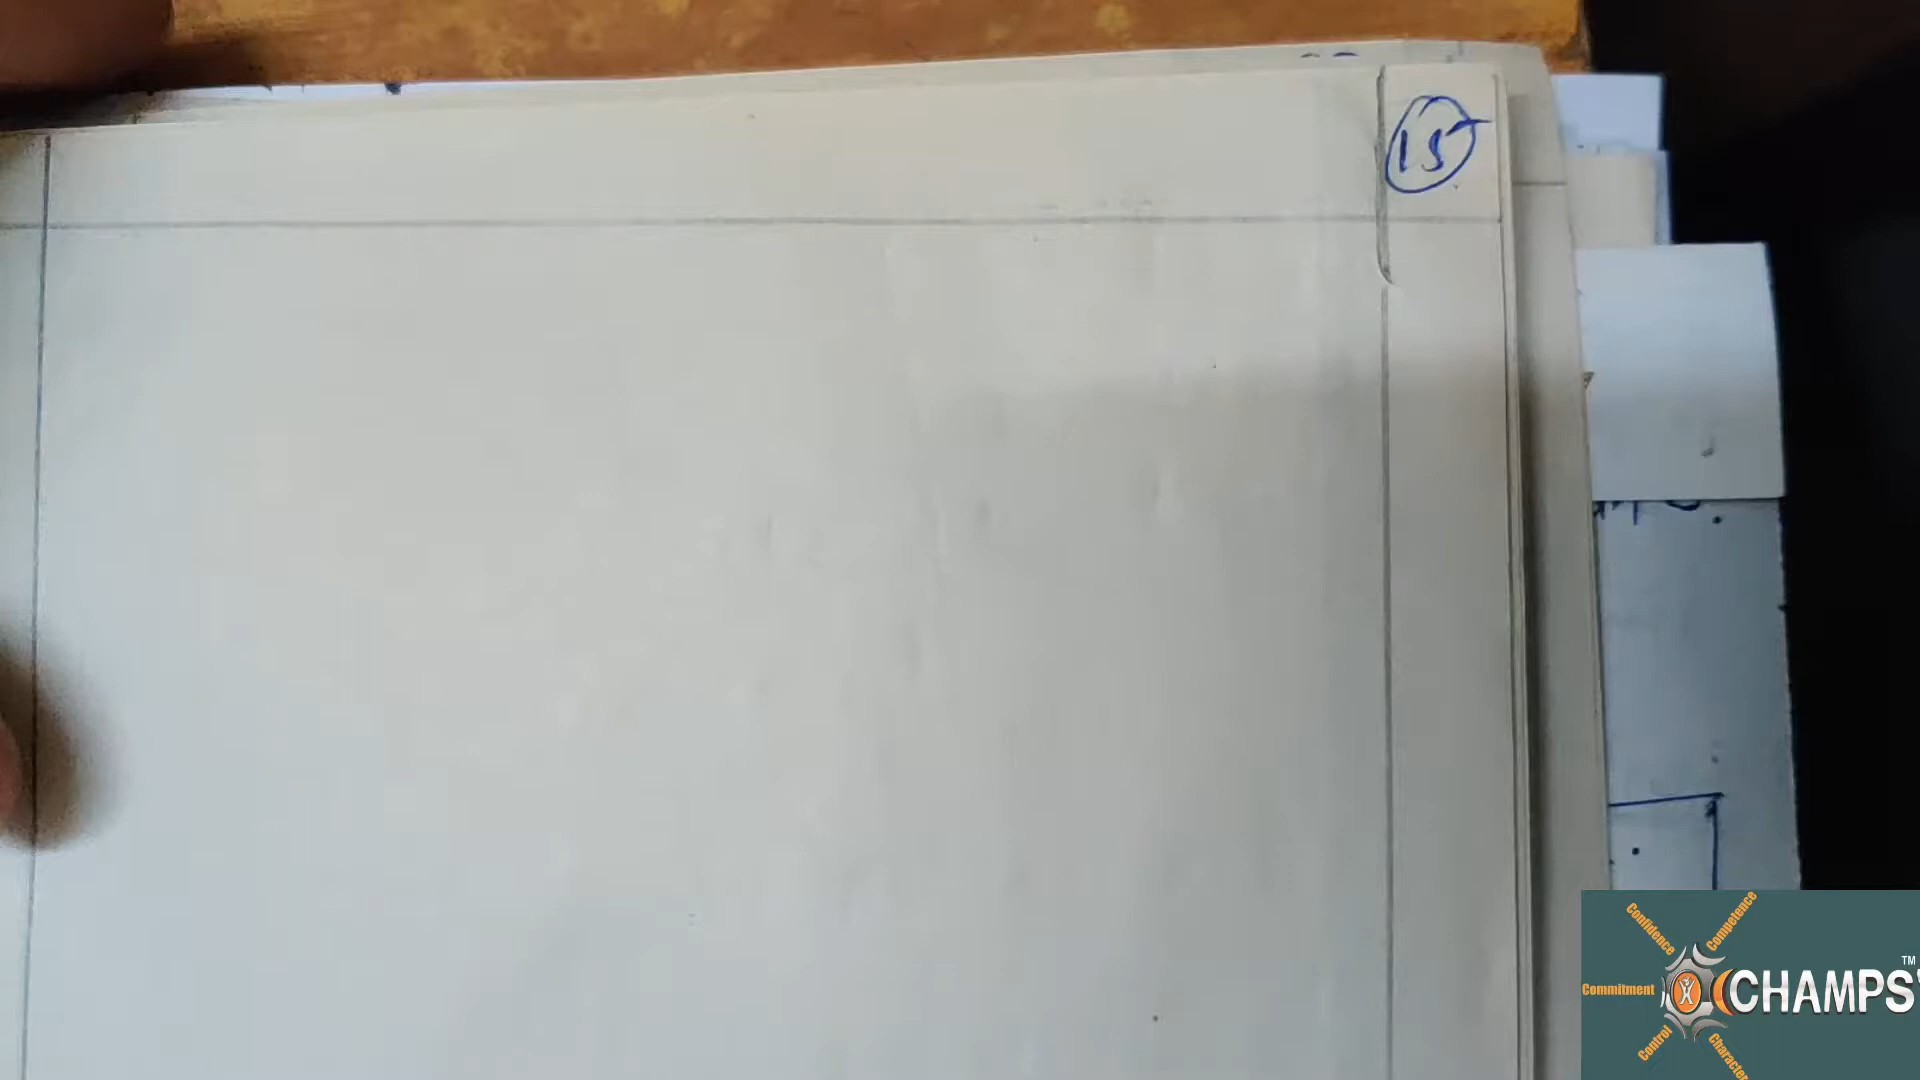 15
Confidence
Competence
Commitment
CHAMPS
TM
Control
Character